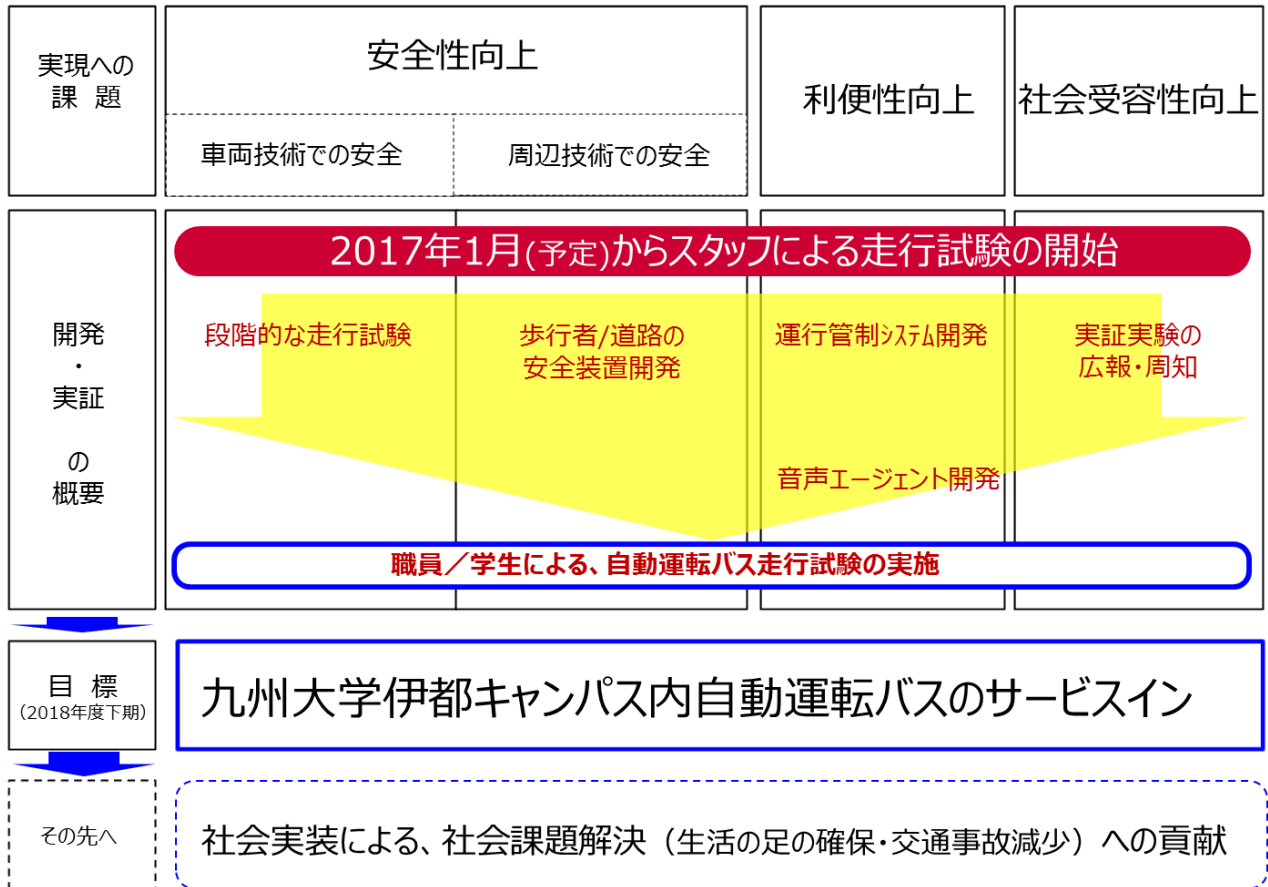 実現への
課 題
安全性向上
車両技術での安全
周辺技術での安全
利便性向上
社会受容性向上
開発
・
実証
の
概要
2017年1月(予定)からスタッフによる走行試験の開始
段階的な走行試験
歩行者/道路の
安全装置開発
運行管制ｼｽﾃﾑ開発
音声エージェント開発
実証実験の
広報・周知
職員／学生による、自動運転バス走行試験の実施
目 標
（2018年度下期）
九州大学伊都キャンパス内自動運転バスのサービスイン
その先へ
社会実装による、社会課題解決（生活の足の確保・交通事故減少）への貢献